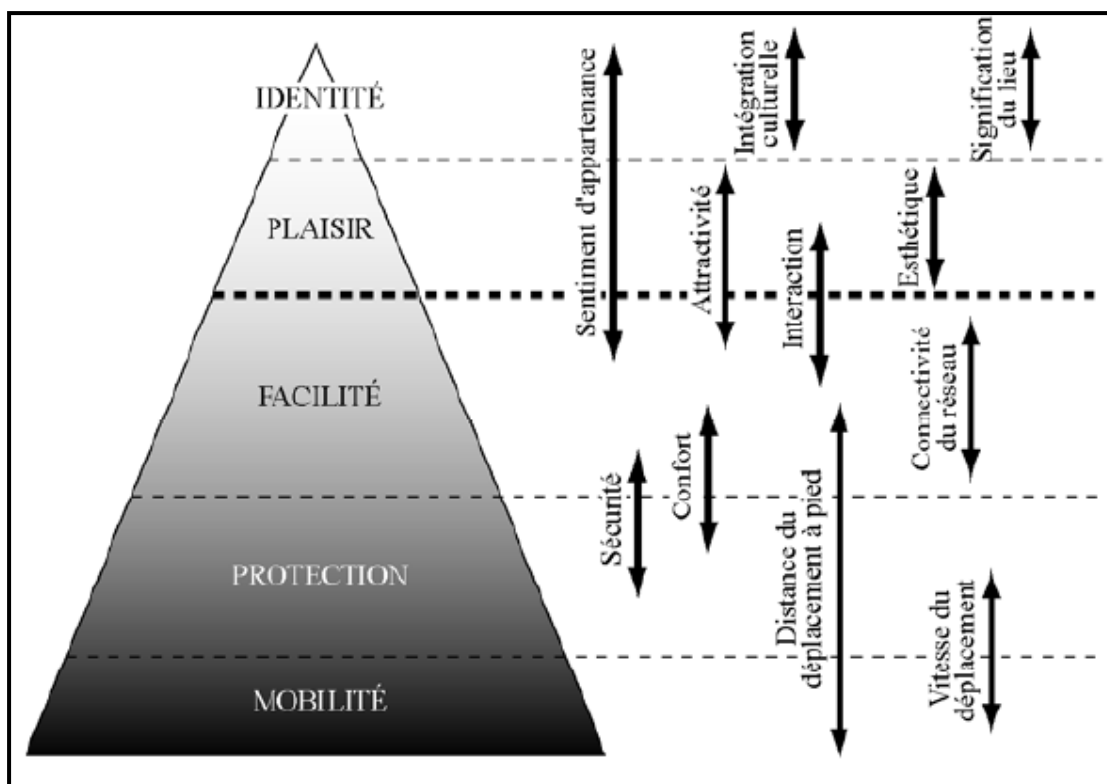 IDENTITÉ
PLAISIR
FACILITÉ
PROTECTION
MOBILITÉ
Sentiment d'appartenance
Intégration
culturelle
Signification
du lieu
Attractivité
Interaction
Esthétique
Connectivité
du réseau
Sécurité
Confort
Distance du
déplacement à pied
Vitesse du
déplacement